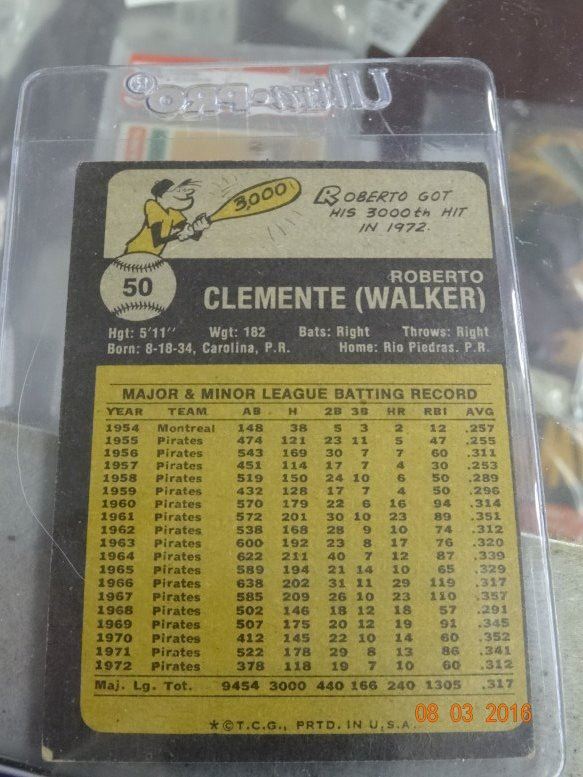 Ultra•PRO®
3,000
ROBERTO GOT
HIS 3000th HIT
IN 1972.
50
ROBERTO
CLEMENTE (WALKER)
Hgt: 5'11" Wgt: 182 Bats: Right Throws: Right
Born: 8-18-34, Carolina, P.R. Home: Rio Piedras, P.R.
MAJOR & MINOR LEAGUE BATTING RECORD
YEAR TEAM AB H 2B 3B HR RBI AVG
1954 Montreal 148 38 5 3 2 12 .257
1955 Pirates 474 121 23 11 5 47 .255
1956 Pirates 543 169 30 7 7 60 .311
1957 Pirates 451 114 17 7 4 30 .253
1958 Pirates 519 150 24 10 6 50 .289
1959 Pirates 432 128 17 7 4 50 .296
1960 Pirates 570 179 22 6 16 94 .314
1961 Pirates 572 201 30 10 23 89 .351
1962 Pirates 538 168 28 9 10 74 .312
1963 Pirates 600 192 23 8 17 76 .320
1964 Pirates 622 211 40 7 12 87 .339
1965 Pirates 589 194 21 14 10 65 .329
1966 Pirates 638 202 31 11 29 119 .317
1967 Pirates 585 209 26 10 23 110 .357
1968 Pirates 502 146 18 12 18 57 .291
1969 Pirates 507 175 20 12 19 91 .345
1970 Pirates 412 145 22 10 14 60 .352
1971 Pirates 522 178 29 8 13 86 .341
1972 Pirates 378 118 19 7 10 60 .312
Maj. Lg. Tot. 9454 3000 440 166 240 1305 .317
*©T.C.G., PRTD. IN U.S.A.
08 03 2016